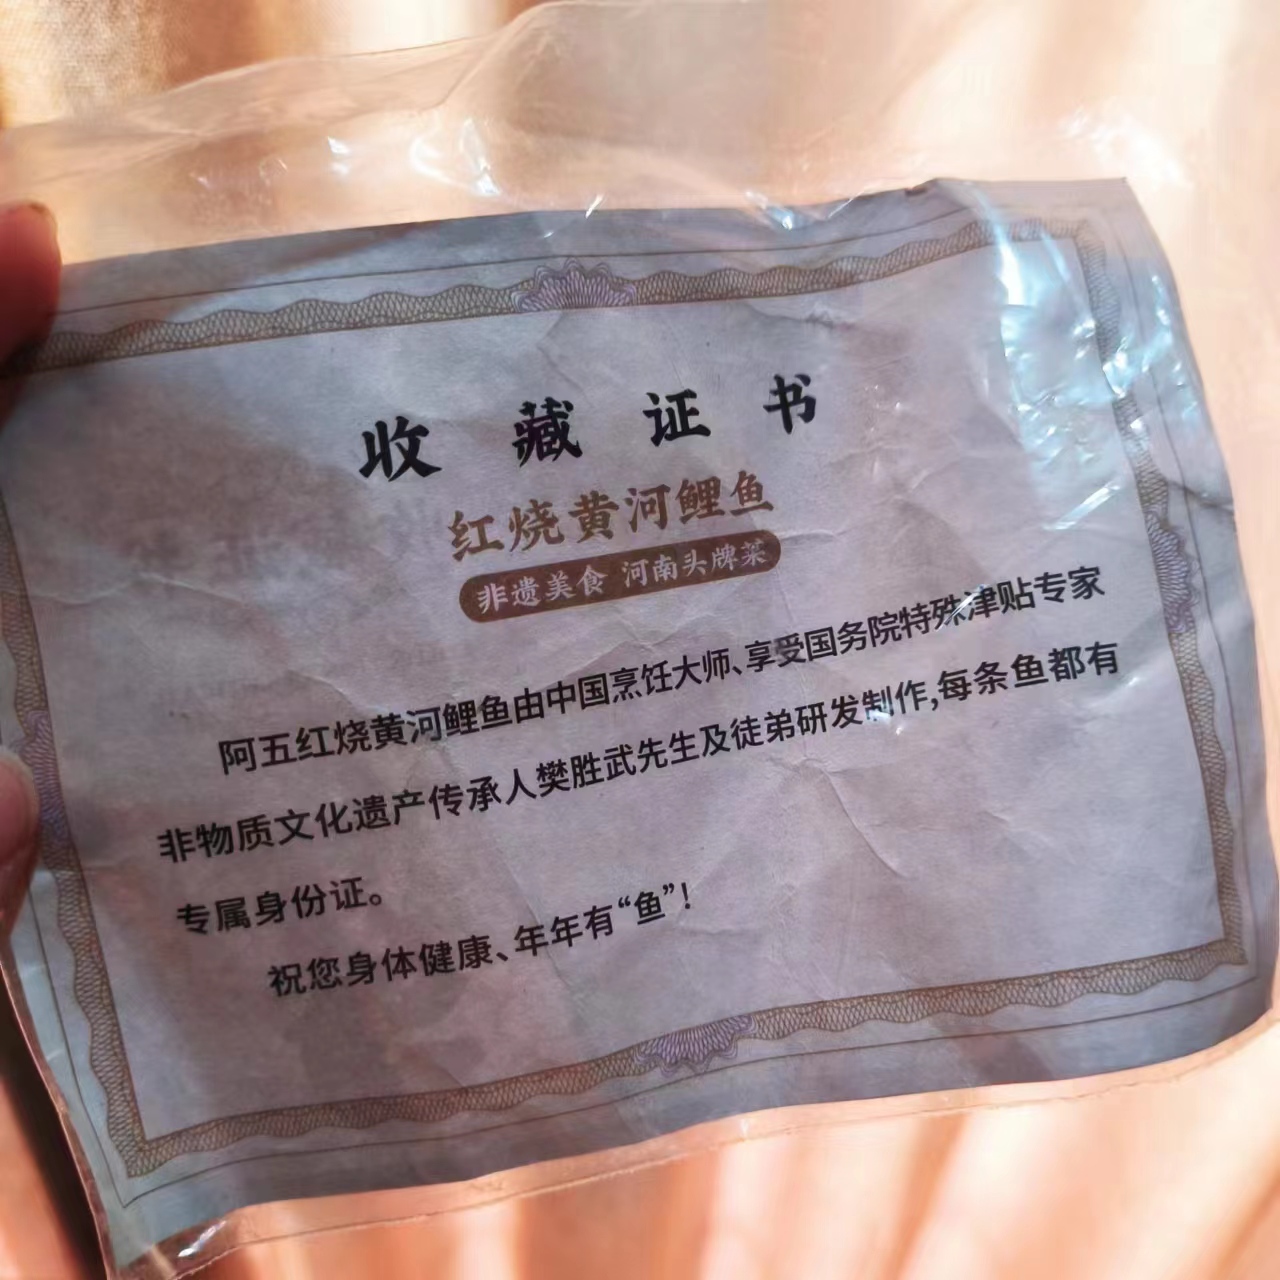 收藏证书
红烧黄河鲤鱼
非遗美食 河南头牌菜
阿五红烧黄河鲤鱼由中国烹饪大师、享受国务院特殊津贴专家
非物质文化遗产传承人樊胜武先生及徒弟研发制作,每条鱼都有
专属身份证。
祝您身体健康、年年有“鱼”!